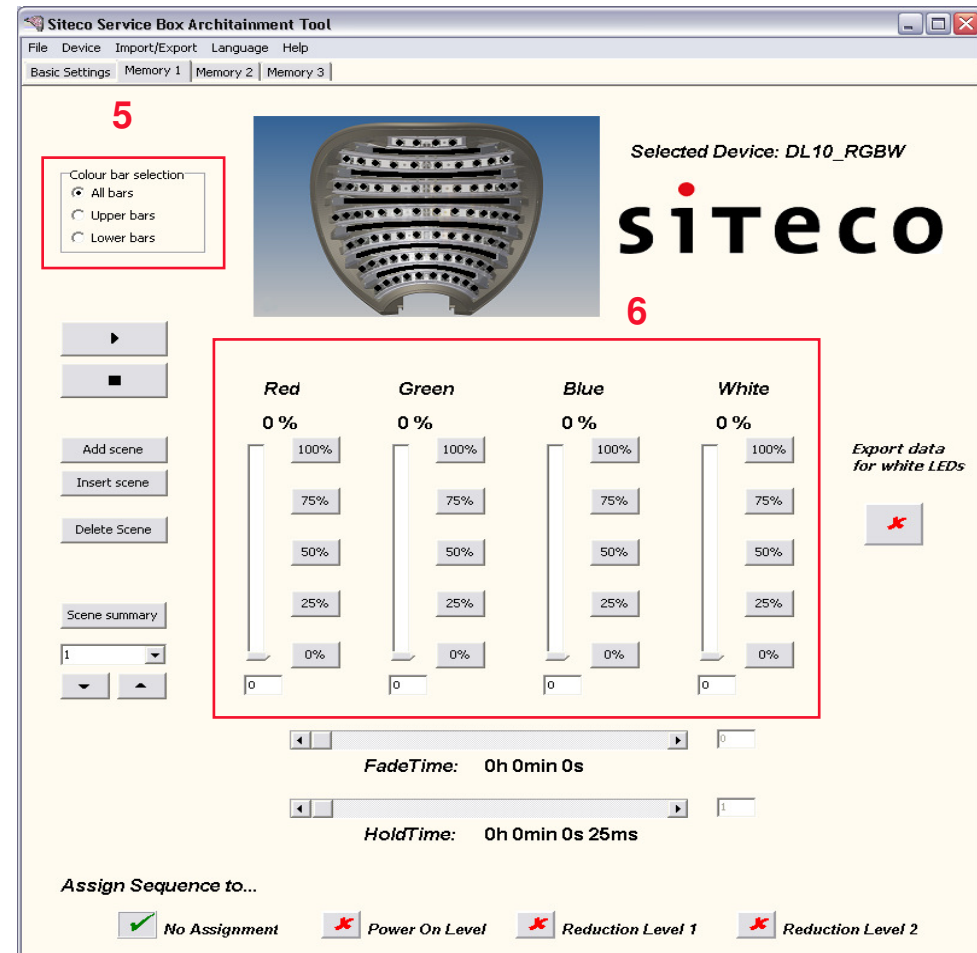 Siteco Service Box Architainment Tool
File Device Import/Export Language Help
Basic Settings Memory 1 Memory 2 Memory 3
5
Colour bar selection
All bars
Upper bars
Lower bars
Selected Device: DL10_RGBW
siteco
6
Red Green Blue White
0 % 0 % 0 % 0 %
100% 100% 100% 100%
75% 75% 75% 75%
50% 50% 50% 50%
25% 25% 25% 25%
0% 0% 0% 0%
0 0 0 0
Add scene
Insert scene
Delete Scene
Scene summary
1
Export data
for white LEDs
0
FadeTime: 0h 0min 0s
1
HoldTime: 0h 0min 0s 25ms
Assign Sequence to...
No Assignment Power On Level Reduction Level 1 Reduction Level 2